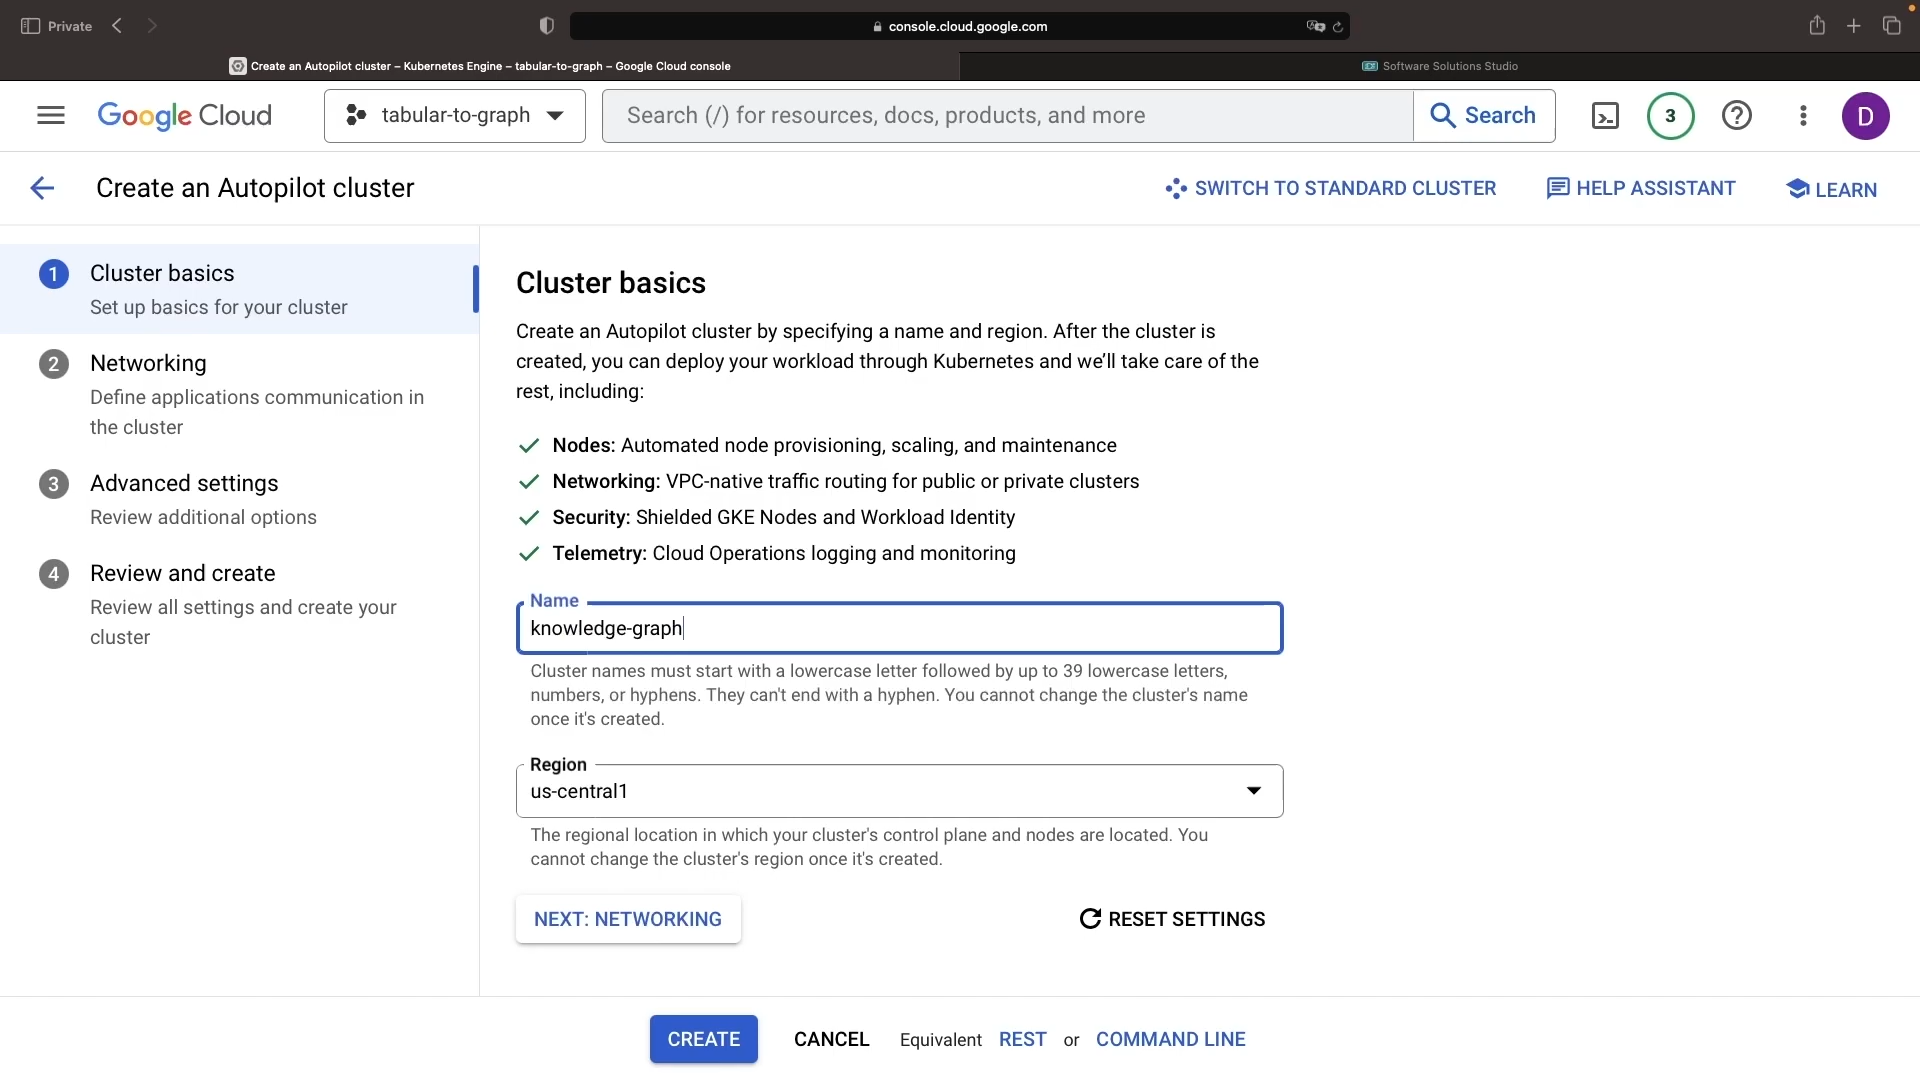 Private
console.cloud.google.com
Create an Autopilot cluster – Kubernetes Engine – tabular-to-graph – Google Cloud console
Software Solutions Studio
Google Cloud
tabular-to-graph
Search (/) for resources, docs, products, and more
Search
3
D
Create an Autopilot cluster
SWITCH TO STANDARD CLUSTER
HELP ASSISTANT
LEARN
1
Cluster basics
Set up basics for your cluster
2
Networking
Define applications communication in
the cluster
3
Advanced settings
Review additional options
4
Review and create
Review all settings and create your
cluster
Cluster basics
Create an Autopilot cluster by specifying a name and region. After the cluster is
created, you can deploy your workload through Kubernetes and we’ll take care of the
rest, including:
Nodes: Automated node provisioning, scaling, and maintenance
Networking: VPC-native traffic routing for public or private clusters
Security: Shielded GKE Nodes and Workload Identity
Telemetry: Cloud Operations logging and monitoring
Name
knowledge-graph
Cluster names must start with a lowercase letter followed by up to 39 lowercase letters,
numbers, or hyphens. They can't end with a hyphen. You cannot change the cluster's name
once it's created.
Region
us-central1
The regional location in which your cluster's control plane and nodes are located. You
cannot change the cluster's region once it's created.
NEXT: NETWORKING
RESET SETTINGS
CREATE
CANCEL
Equivalent REST or COMMAND LINE